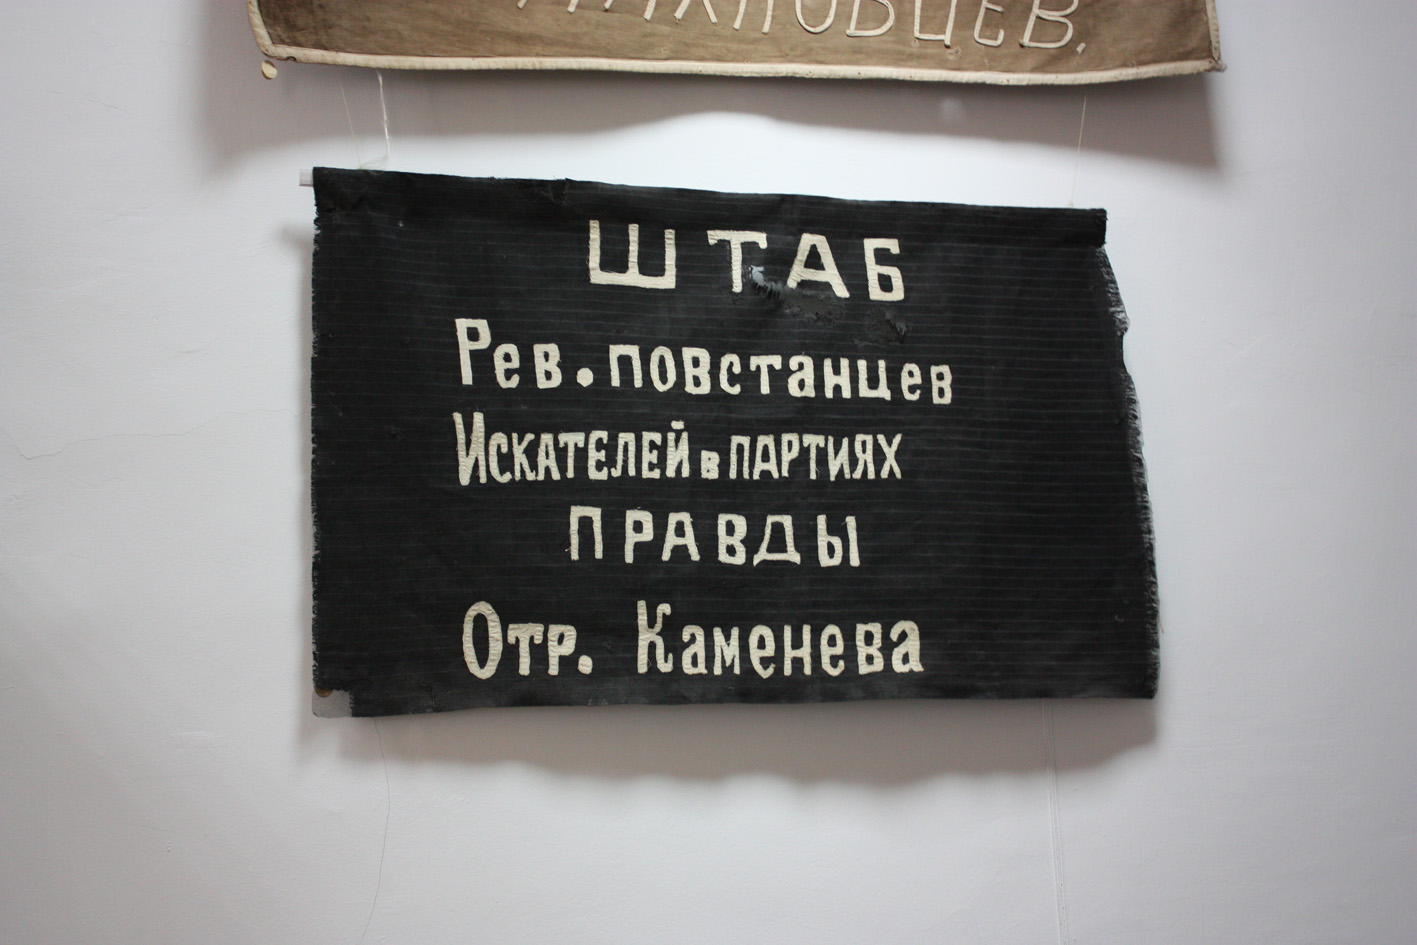 ШТАБ
Рев. повстанцев
Искателей в партиях
ПРАВДЫ
Отр. Каменева